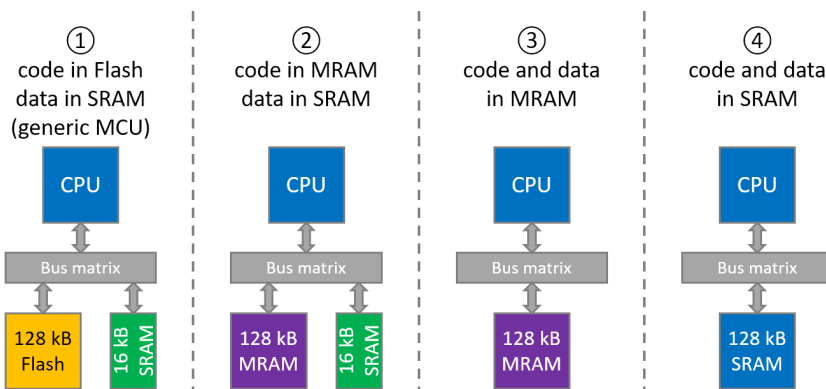 ①
code in Flash
data in SRAM
(generic MCU)
CPU
Bus matrix
128 kB
Flash
16 kB
SRAM
②
code in MRAM
data in SRAM
CPU
Bus matrix
128 kB
MRAM
16 kB
SRAM
③
code and data
in MRAM
CPU
Bus matrix
128 kB
MRAM
④
code and data
in SRAM
CPU
Bus matrix
128 kB
SRAM